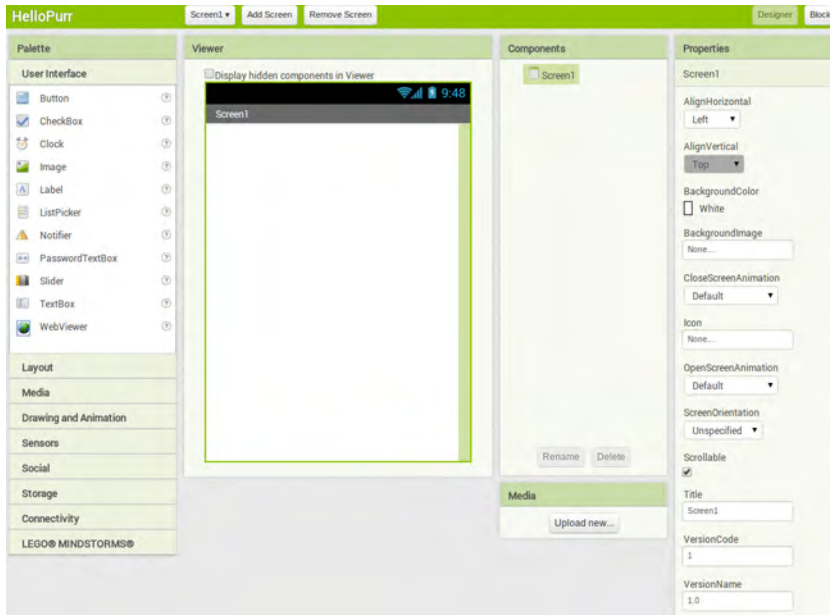 HelloPurr
Screen1 ▾ Add Screen Remove Screen Designer Block
Palette
User Interface
Button
CheckBox
Clock
Image
Label
ListPicker
Notifier
PasswordTextBox
Slider
TextBox
WebViewer
Layout
Media
Drawing and Animation
Sensors
Social
Storage
Connectivity
LEGO® MINDSTORMS®
Viewer
Display hidden components in Viewer
9:48
Screen1
Components
Screen1
Rename Delete
Media
Upload new...
Properties
Screen1
AlignHorizontal
Left
AlignVertical
Top
BackgroundColor
White
BackgroundImage
None...
CloseScreenAnimation
Default
Icon
None...
OpenScreenAnimation
Default
ScreenOrientation
Unspecified
Scrollable
Title
Screen1
VersionCode
1
VersionName
1.0